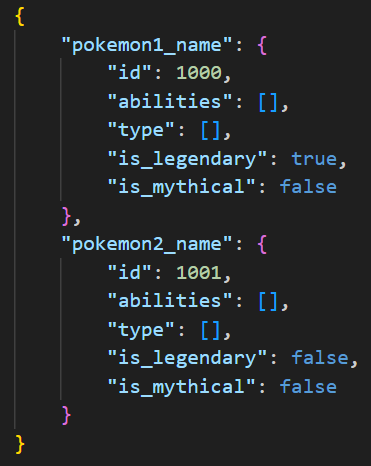 {
    "pokemon1_name": {
        "id": 1000,
        "abilities": [],
        "type": [],
        "is_legendary": true,
        "is_mythical": false
    },
    "pokemon2_name": {
        "id": 1001,
        "abilities": [],
        "type": [],
        "is_legendary": false,
        "is_mythical": false
    }
}